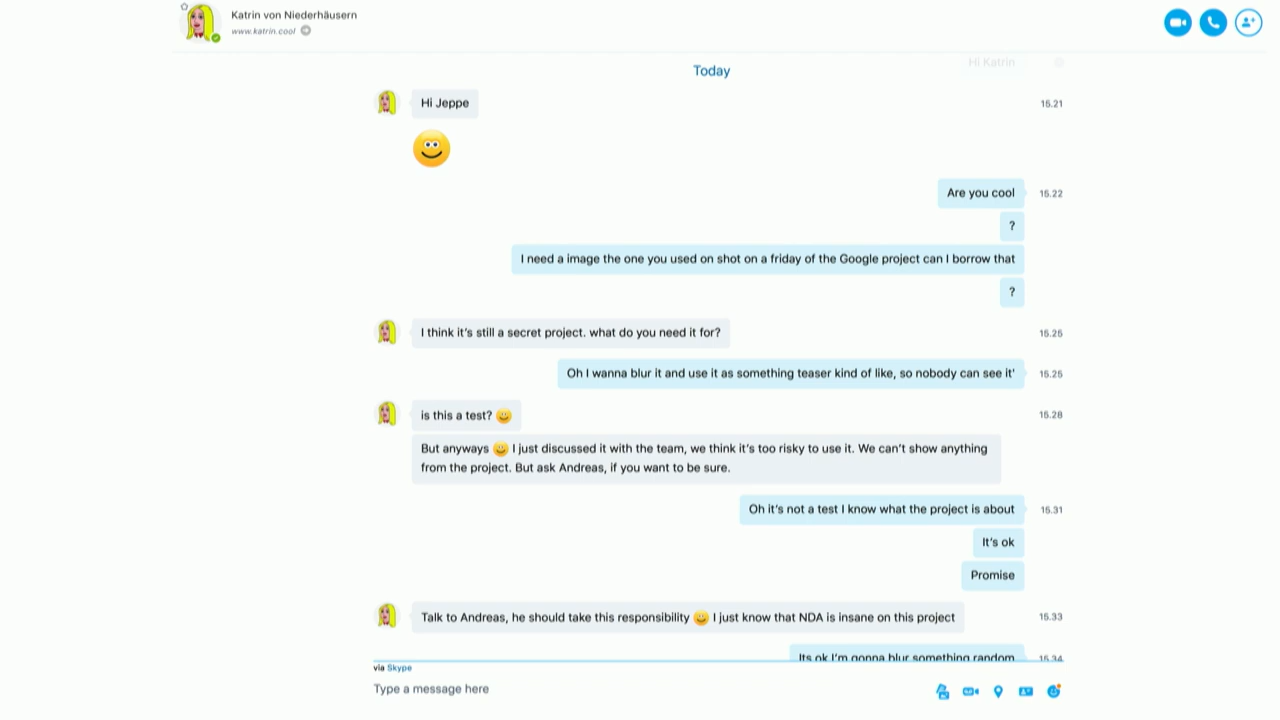 Katrin von Niederhäusern
www.katrin.cool
Hi Katrin
Today
Hi Jeppe
15.21
Are you cool
15.22
?
I need a image the one you used on shot on a friday of the Google project can I borrow that
?
I think it's still a secret project. what do you need it for?
15.25
Oh I wanna blur it and use it as something teaser kind of like, so nobody can see it'
15.25
is this a test?
15.28
But anyways I just discussed it with the team, we think it's too risky to use it. We can't show anything
from the project. But ask Andreas, if you want to be sure.
Oh it's not a test I know what the project is about
15.31
It's ok
Promise
Talk to Andreas, he should take this responsibility I just know that NDA is insane on this project
15.33
Its ok I'm gonna blur something random
15.34
via Skype
Type a message here